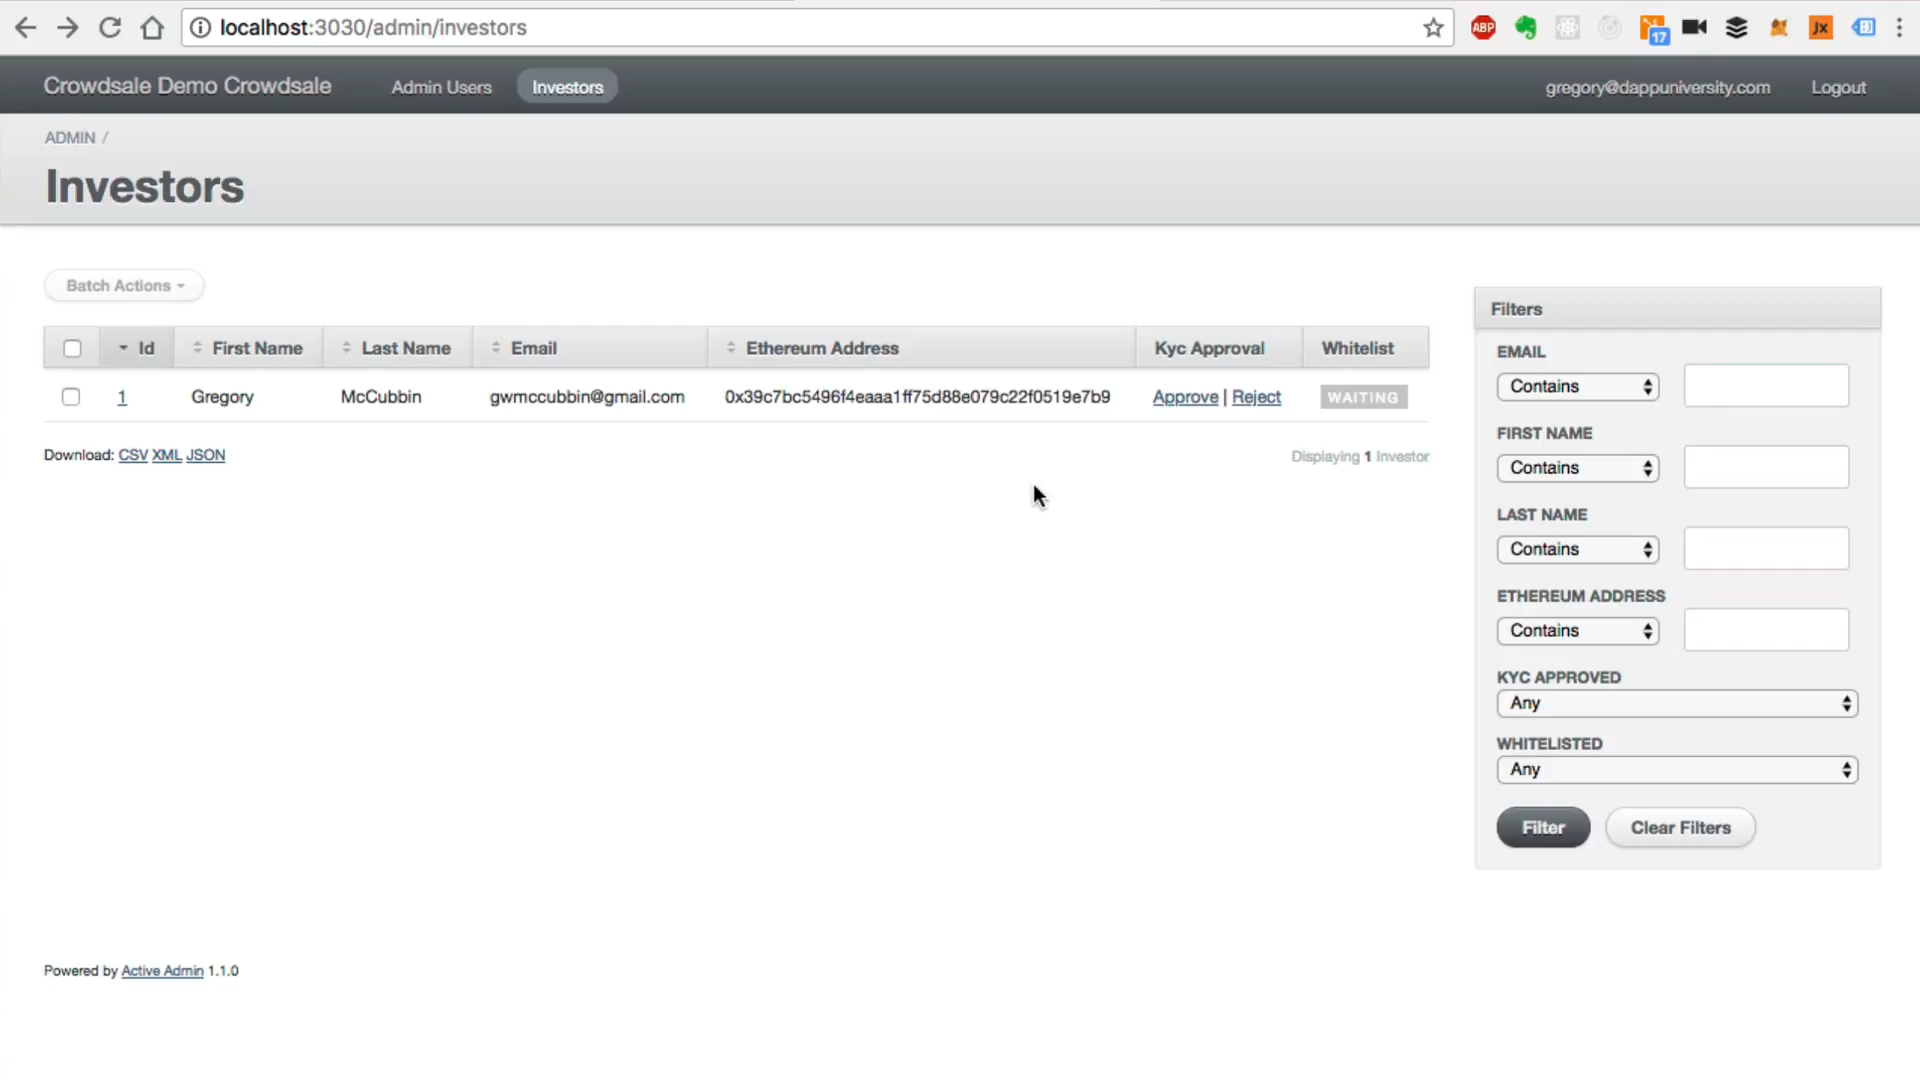 localhost:3030/admin/investors
ABP
17
Jx
Crowdsale Demo Crowdsale Admin Users Investors gregory@dappuniversity.com Logout
ADMIN /
Investors
Batch Actions
Id First Name Last Name Email Ethereum Address Kyc Approval Whitelist
1 Gregory McCubbin gwmccubbin@gmail.com 0x39c7bc5496f4eaaa1ff75d88e079c22f0519e7b9 Approve | Reject WAITING
Download: CSV XML JSON
Displaying 1 Investor
Filters
EMAIL
Contains
FIRST NAME
Contains
LAST NAME
Contains
ETHEREUM ADDRESS
Contains
KYC APPROVED
Any
WHITELISTED
Any
Filter Clear Filters
Powered by Active Admin 1.1.0